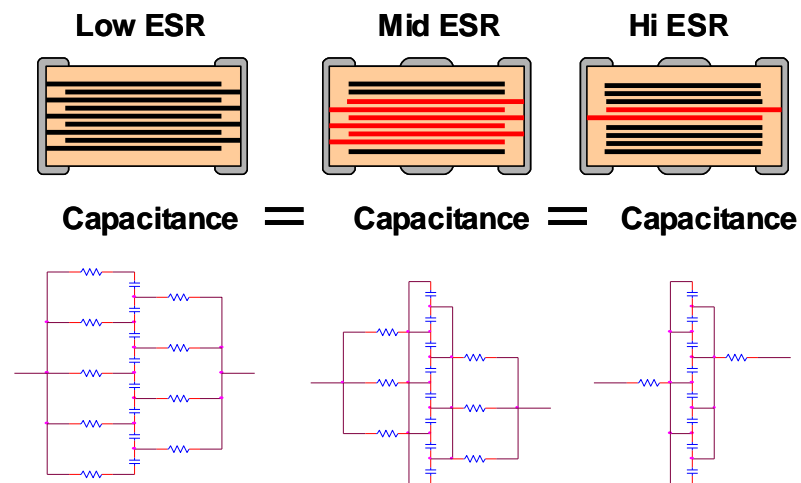 Low ESR Mid ESR Hi ESR
Capacitance = Capacitance = Capacitance